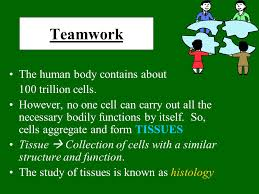 Teamwork
• The human body contains about
100 trillion cells.
• However, no one cell can carry out all the
necessary bodily functions by itself.  So,
cells aggregate and form TISSUES
• Tissue → Collection of cells with a similar
structure and function.
• The study of tissues is known as histology